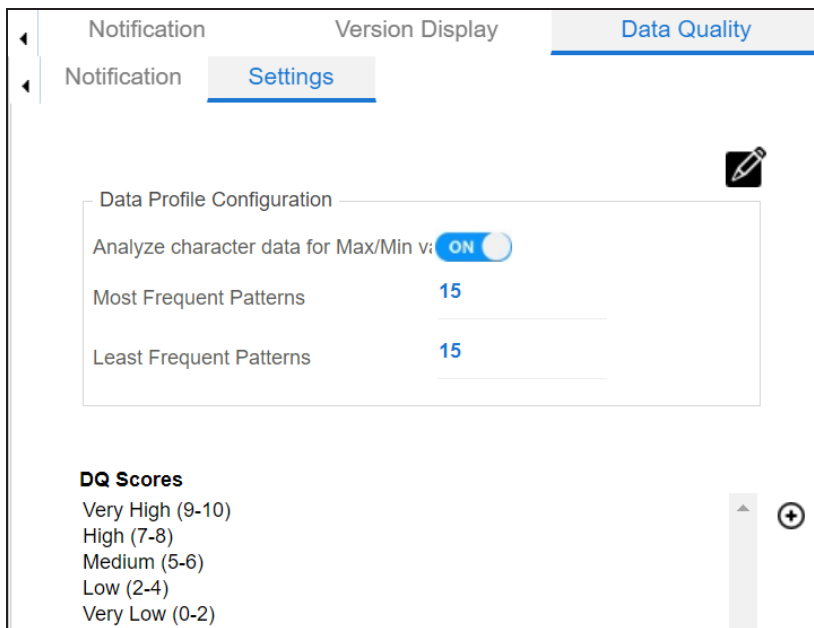 Notification Version Display Data Quality
Notification Settings
Data Profile Configuration
Analyze character data for Max/Min va ON
Most Frequent Patterns 15
Least Frequent Patterns 15
DQ Scores
Very High (9-10)
High (7-8)
Medium (5-6)
Low (2-4)
Very Low (0-2)